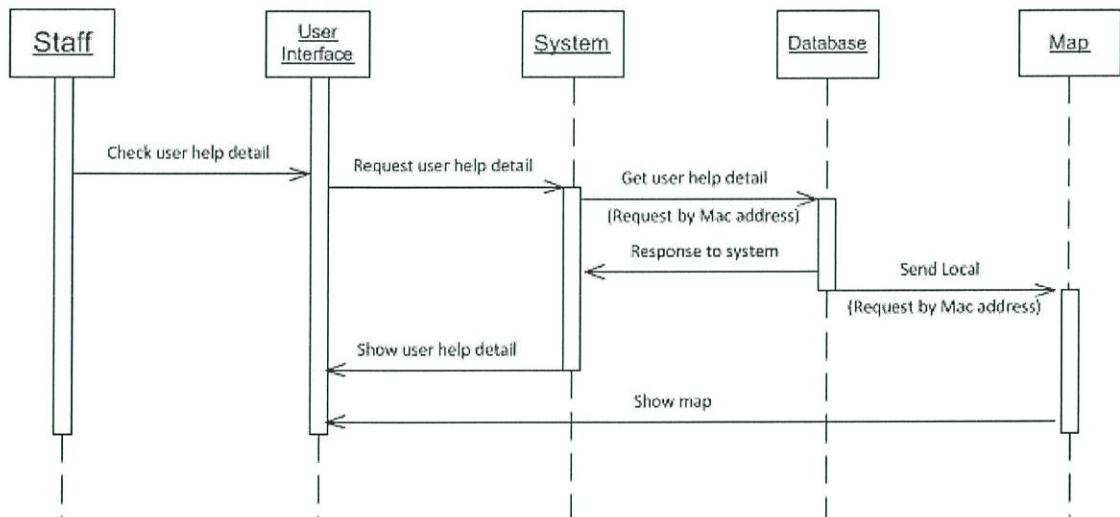 Staff
User
Interface
System
Database
Map
Check user help detail
Request user help detail
Get user help detail
(Request by Mac address)
Response to system
Send Local
(Request by Mac address)
Show user help detail
Show map